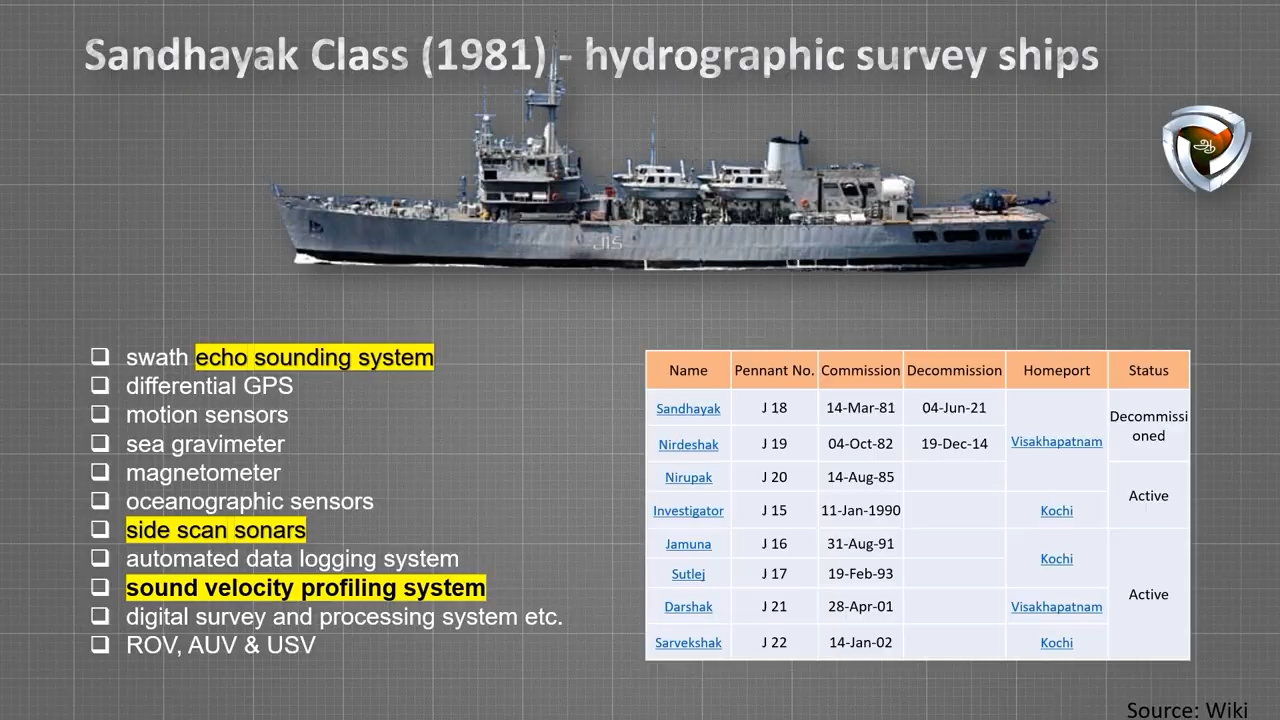 Sandhayak Class (1981) - hydrographic survey ships
ஆ
J15
swath echo sounding system
differential GPS
motion sensors
sea gravimeter
magnetometer
oceanographic sensors
side scan sonars
automated data logging system
sound velocity profiling system
digital survey and processing system etc.
ROV, AUV & USV
Name Pennant No. Commission Decommission Homeport Status
Sandhayak J 18 14-Mar-81 04-Jun-21 Visakhapatnam Decommissi
oned
Nirdeshak J 19 04-Oct-82 19-Dec-14
Nirupak J 20 14-Aug-85 Active
Investigator J 15 11-Jan-1990 Kochi
Jamuna J 16 31-Aug-91 Kochi Active
Sutlej J 17 19-Feb-93
Darshak J 21 28-Apr-01 Visakhapatnam
Sarvekshak J 22 14-Jan-02 Kochi
Source: Wiki